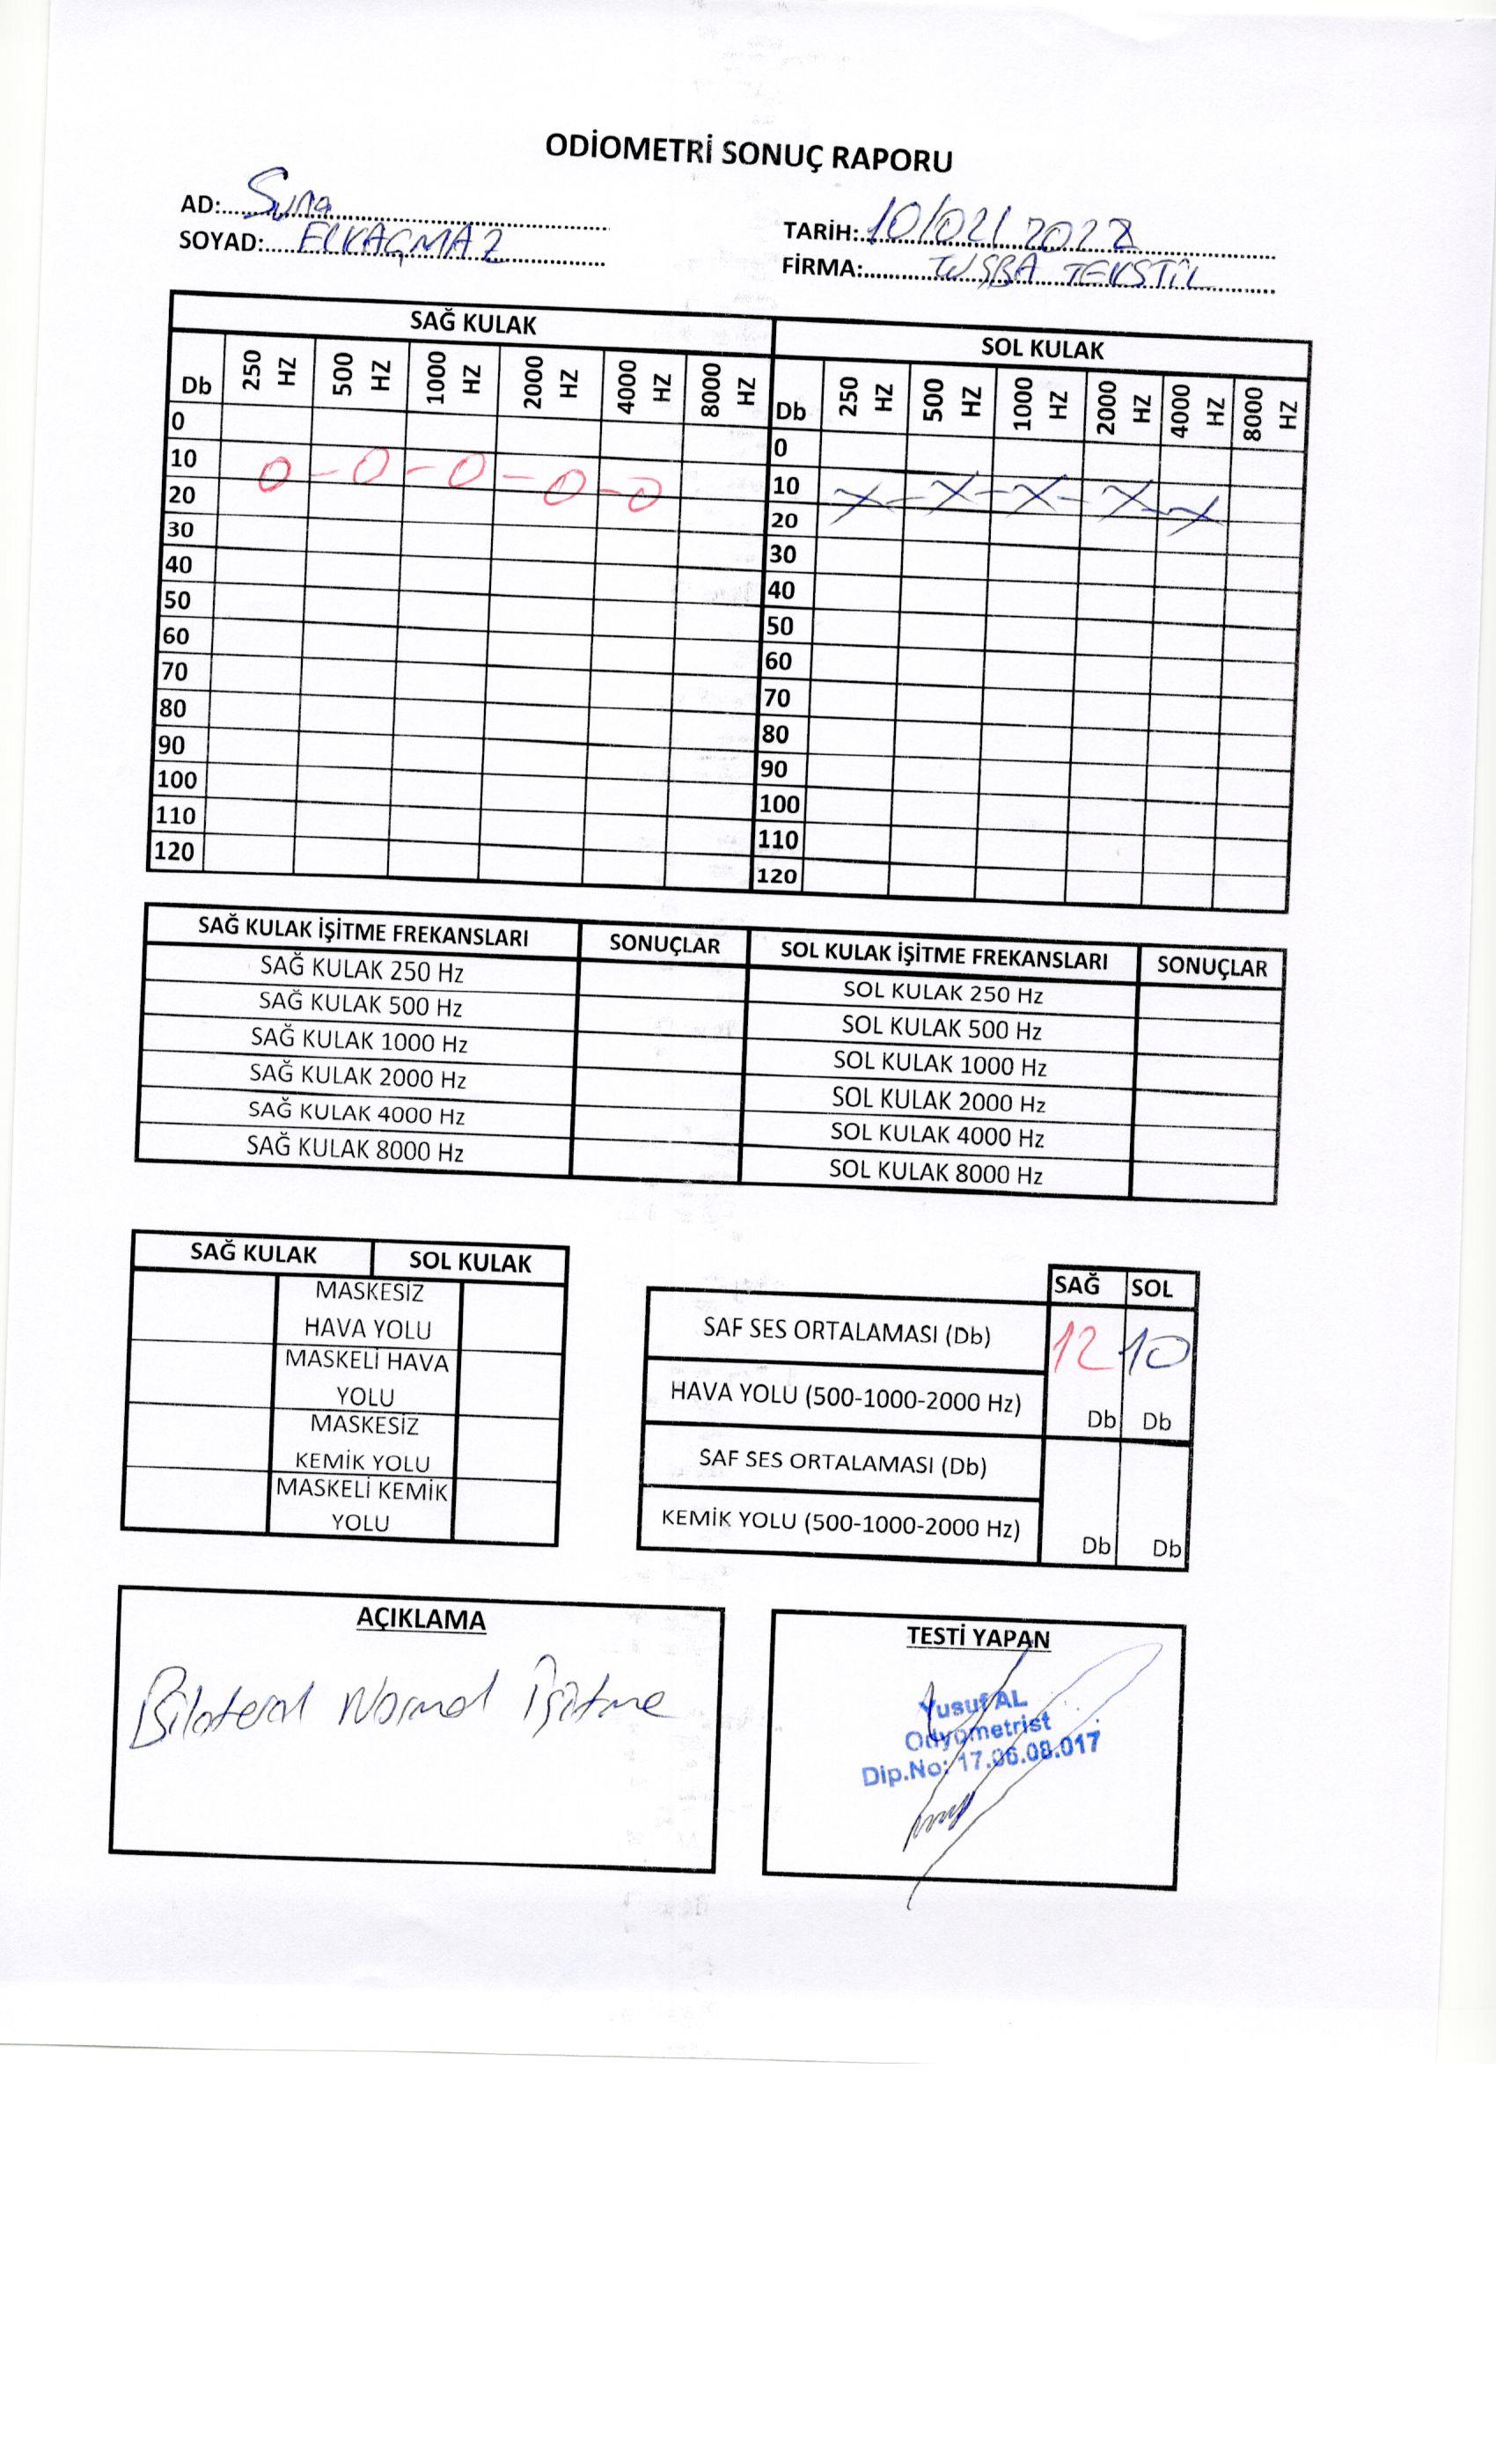 ODİOMETRİ SONUÇ RAPORU
AD: Suna
SOYAD: ELKAÇMAZ
TARİH: 10/02/2022
FİRMA: TUŞBA TEKSTİL
SAĞ KULAK SOL KULAK
Db 250 HZ 500 HZ 1000 HZ 2000 HZ 4000 HZ 8000 HZ Db 250 HZ 500 HZ 1000 HZ 2000 HZ 4000 HZ 8000 HZ
0 0
10 O-O-O-O-O 10 X-X-X-X-X
20 20
30 30
40 40
50 50
60 60
70 70
80 80
90 90
100 100
110 110
120 120
SAĞ KULAK İŞİTME FREKANSLARI SONUÇLAR SOL KULAK İŞİTME FREKANSLARI SONUÇLAR
SAĞ KULAK 250 Hz SOL KULAK 250 Hz
SAĞ KULAK 500 Hz SOL KULAK 500 Hz
SAĞ KULAK 1000 Hz SOL KULAK 1000 Hz
SAĞ KULAK 2000 Hz SOL KULAK 2000 Hz
SAĞ KULAK 4000 Hz SOL KULAK 4000 Hz
SAĞ KULAK 8000 Hz SOL KULAK 8000 Hz
SAĞ KULAK SOL KULAK
MASKESİZ
HAVA YOLU
MASKELİ HAVA
YOLU
MASKESİZ
KEMİK YOLU
MASKELİ KEMİK
YOLU
SAĞ SOL
SAF SES ORTALAMASI (Db) 12 10
HAVA YOLU (500-1000-2000 Hz) Db Db
SAF SES ORTALAMASI (Db)
KEMİK YOLU (500-1000-2000 Hz) Db Db
AÇIKLAMA
Bilateral Normal İşitme
TESTİ YAPAN
Yusuf AL
Odyometrist
Dip.No: 17.06.08.017